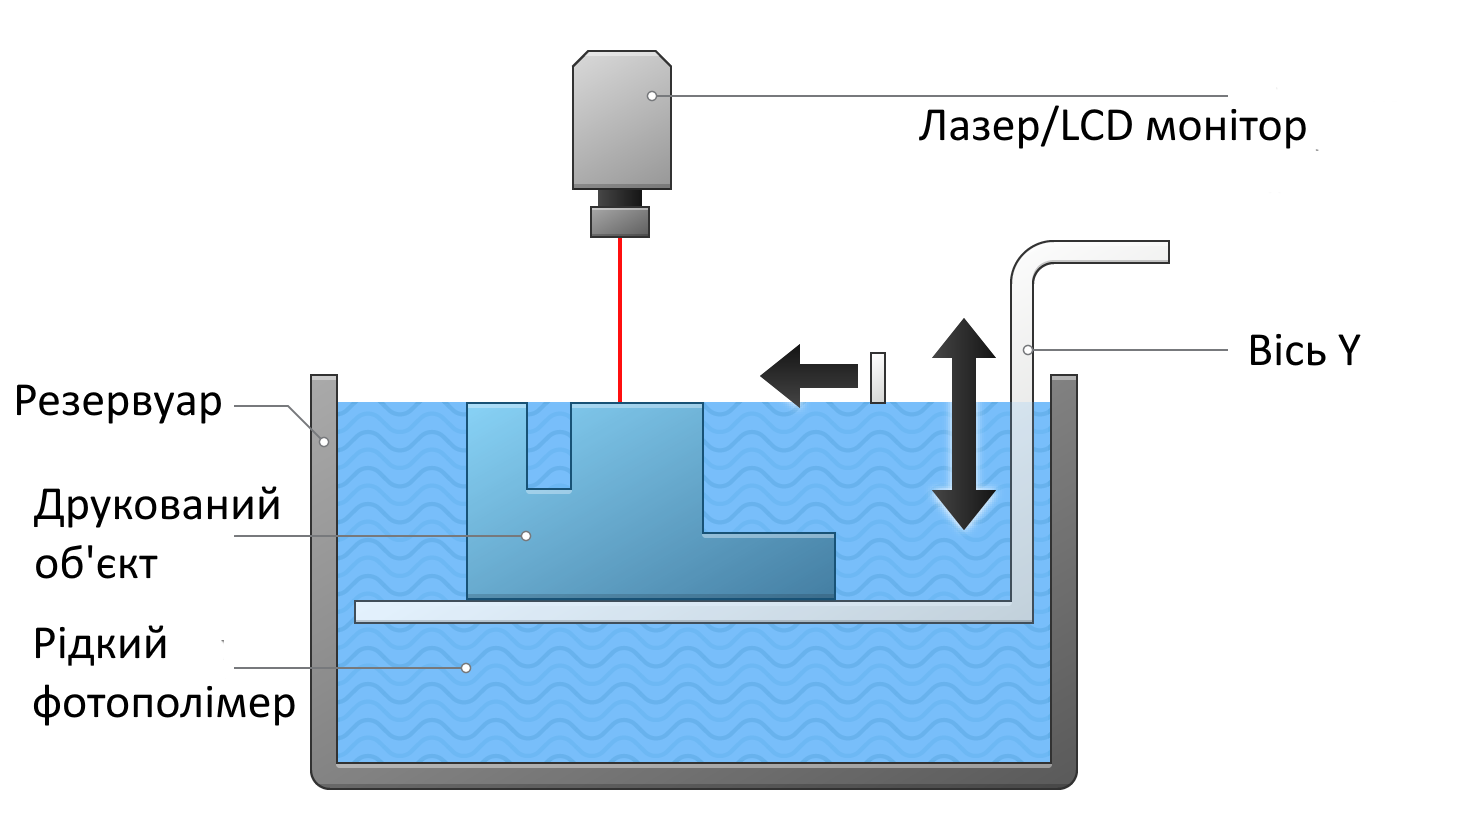 Лазер/LCD монітор
Вісь Y
Резервуар
Друкований
об'єкт
Рідкий
фотополімер